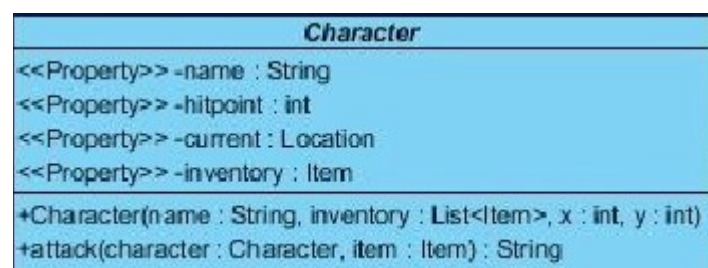 Character
<<Property>> -name : String
<<Property>> -hitpoint : int
<<Property>> -current : Location
<<Property>> -inventory : Item
+Character(name : String, inventory : List<Item>, x : int, y : int)
+attack(character : Character, item : Item) : String